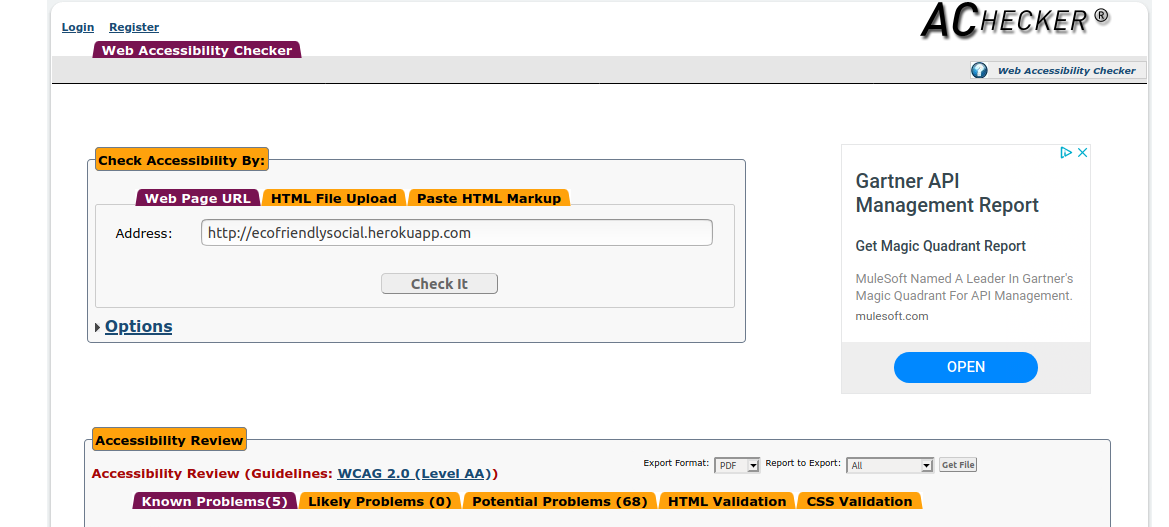 Login Register
ACHECKER ®
Web Accessibility Checker
Web Accessibility Checker
Check Accessibility By:
Web Page URL HTML File Upload Paste HTML Markup
Address: http://ecofriendlysocial.herokuapp.com
Check It
Options
Gartner API
Management Report
Get Magic Quadrant Report
MuleSoft Named A Leader In Gartner's
Magic Quadrant For API Management.
mulesoft.com
OPEN
Accessibility Review
Accessibility Review (Guidelines: WCAG 2.0 (Level AA))
Export Format: PDF Report to Export: All Get File
Known Problems(5) Likely Problems (0) Potential Problems (68) HTML Validation CSS Validation